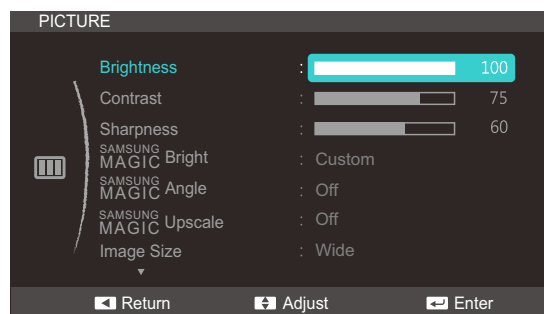 PICTURE
Brightness : 100
Contrast : 75
Sharpness : 60
SAMSUNG MAGIC Bright : Custom
SAMSUNG MAGIC Angle : Off
SAMSUNG MAGIC Upscale : Off
Image Size : Wide
Return Adjust Enter